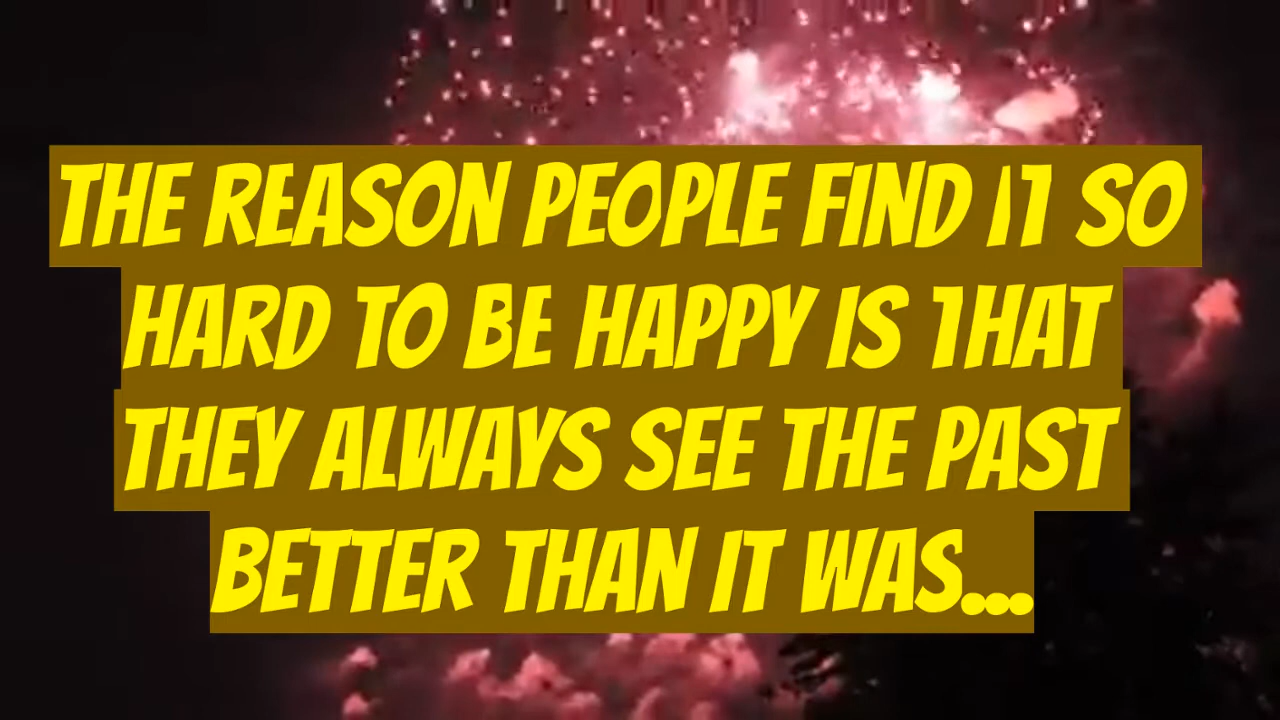 THE REASON PEOPLE FIND IT SO
HARD TO BE HAPPY IS THAT
THEY ALWAYS SEE THE PAST
BETTER THAN IT WAS...